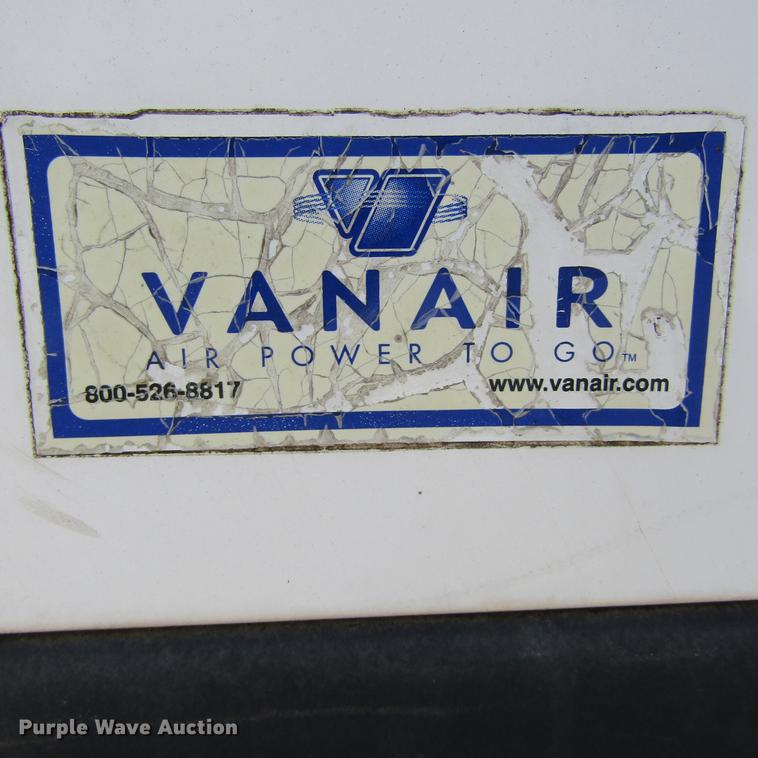 VANAIR
AIR POWER TO GO™
800-526-8817
www.vanair.com
Purple Wave Auction